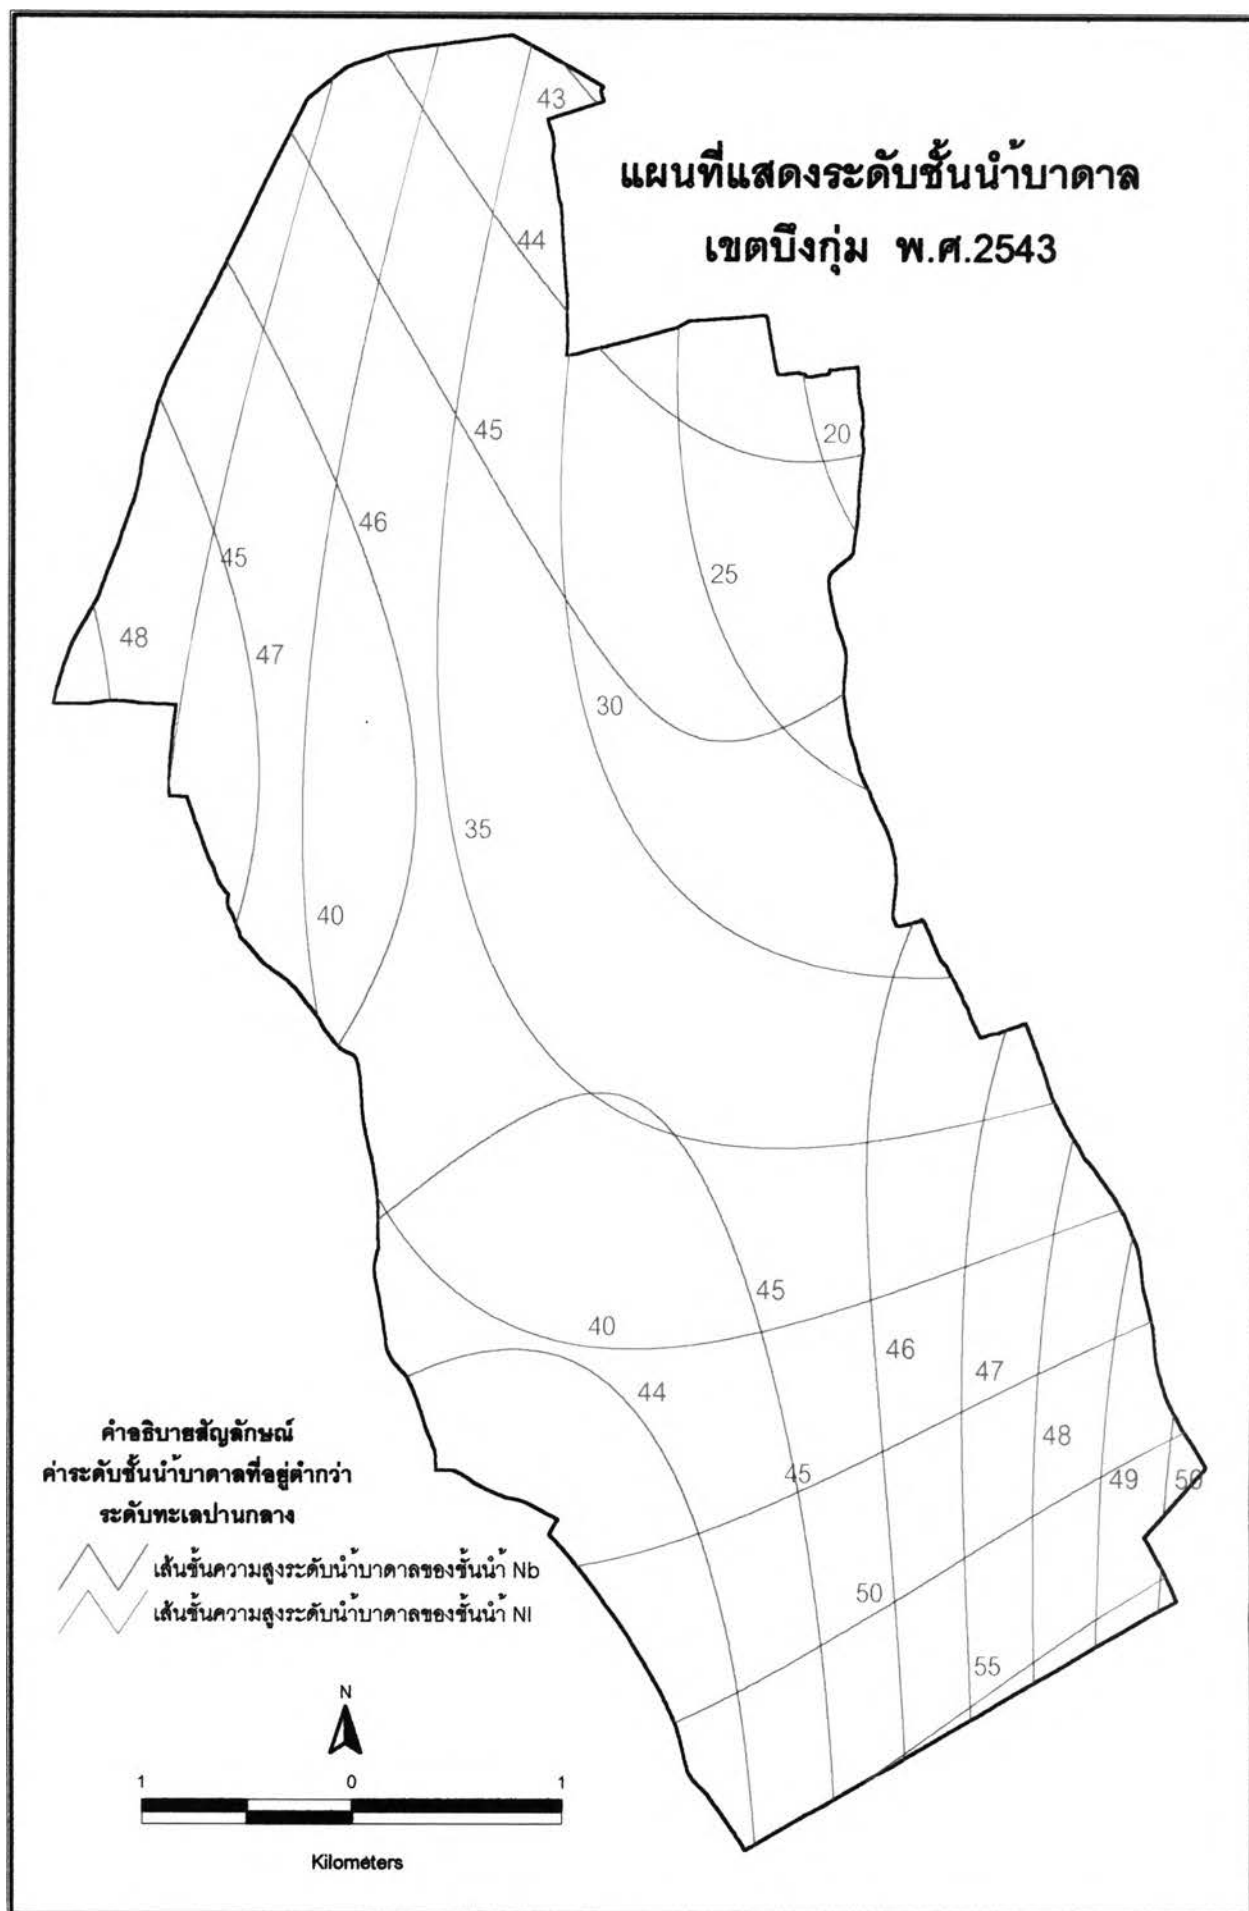 43
แผนที่แสดงระดับชั้นน้ำบาดาล
เขตบึงกุ่ม พ.ศ.2543
44
45
20
46
45
25
48
47
30
35
40
45
40
46
47
44
48
45
49
50
50
55
คำอธิบายสัญลักษณ์
ค่าระดับชั้นน้ำบาดาลที่อยู่ต่ำกว่า
ระดับทะเลปานกลาง
เส้นชั้นความสูงระดับน้ำบาดาลของชั้นน้ำ Nb
เส้นชั้นความสูงระดับน้ำบาดาลของชั้นน้ำ Nl
N
1 0 1
Kilometers